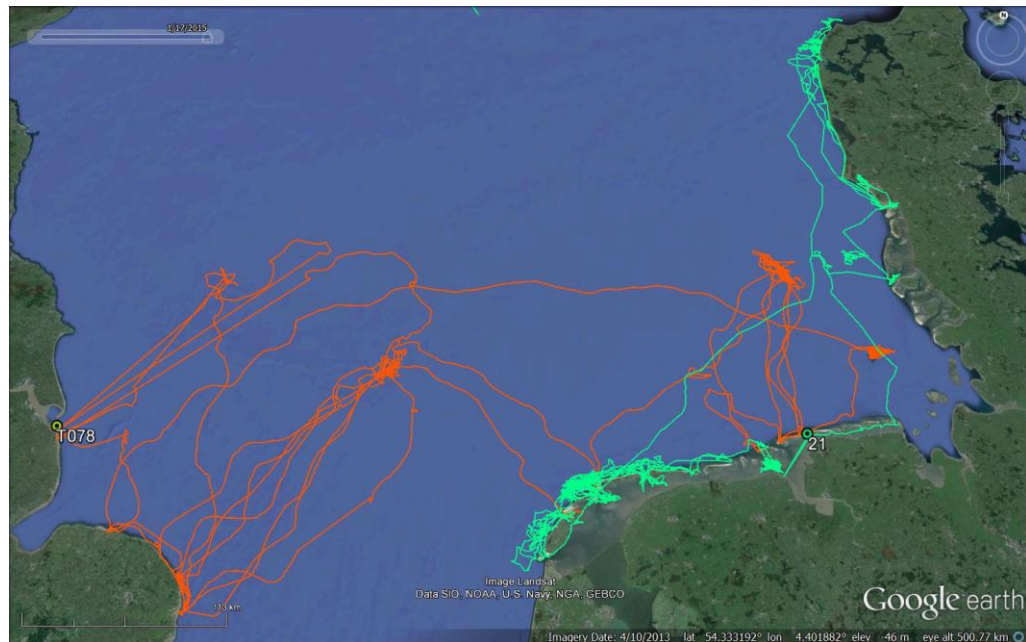 1/17/2015
N
T078
21
113 km
Image Landsat
Data SIO, NOAA, U.S. Navy, NGA, GEBCO
Google earth
Imagery Date: 4/10/2013 lat 54.333192° lon 4.401882° elev -46 m eye alt 500.77 km